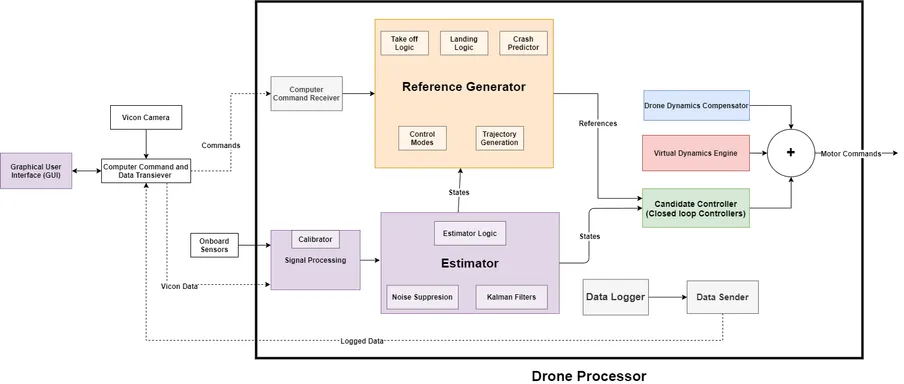 Take off
Logic
Landing
Logic
Crash
Predictor
Reference Generator
Control
Modes
Trajectory
Generation
Computer
Command Receiver
Vicon Camera
Commands
Graphical User
Interface (GUI)
Computer Command and
Data Transiever
References
Drone Dynamics Compensator
Virtual Dynamics Engine
+
Motor Commands
Candidate Controller
(Closed loop Controllers)
States
States
Onboard
Sensors
Calibrator
Signal Processing
Vicon Data
Estimator Logic
Estimator
Noise Suppresion
Kalman Filters
Data Logger
Data Sender
Logged Data
Drone Processor